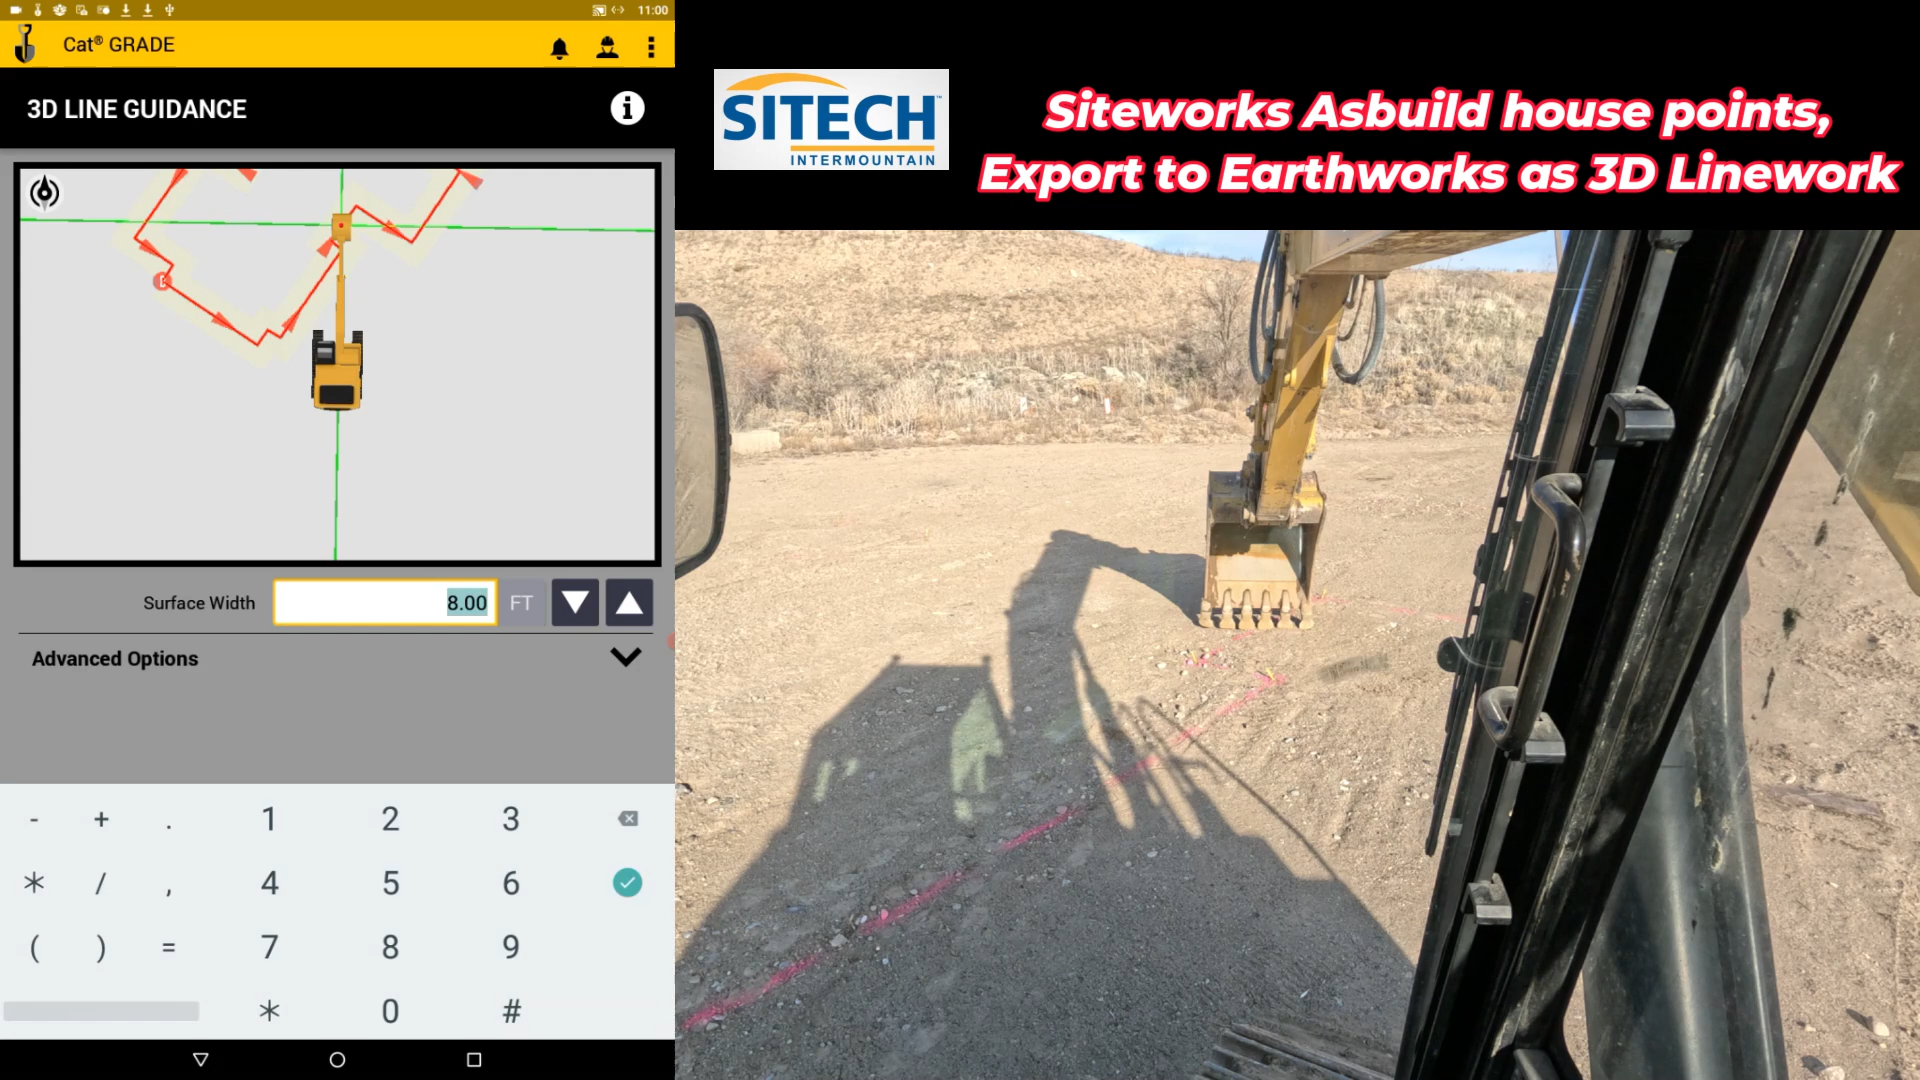 11:00
Cat® GRADE
3D LINE GUIDANCE
Surface Width 8.00 FT
Advanced Options
- + . 1 2 3
* / , 4 5 6
( ) = 7 8 9
* 0 #
SITECH™
INTERMOUNTAIN
Siteworks Asbuild house points,
Export to Earthworks as 3D Linework